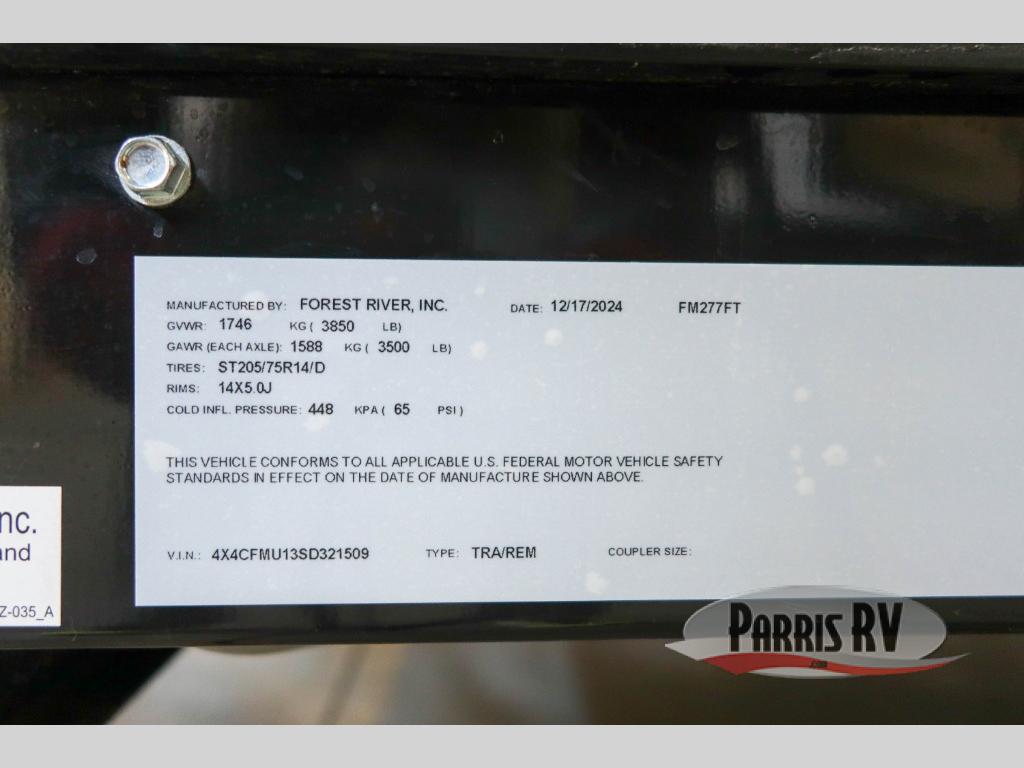 MANUFACTURED BY: FOREST RIVER, INC. DATE: 12/17/2024 FM277FT
GVWR: 1746 KG ( 3850 LB)
GAWR (EACH AXLE): 1588 KG ( 3500 LB)
TIRES: ST205/75R14/D
RIMS: 14X5.0J
COLD INFL. PRESSURE: 448 KPA ( 65 PSI )
THIS VEHICLE CONFORMS TO ALL APPLICABLE U.S. FEDERAL MOTOR VEHICLE SAFETY
STANDARDS IN EFFECT ON THE DATE OF MANUFACTURE SHOWN ABOVE.
V.I.N.: 4X4CFMU13SD321509 TYPE: TRA/REM COUPLER SIZE:
nc.
and
Z-035_A
PARRIS RV
.com